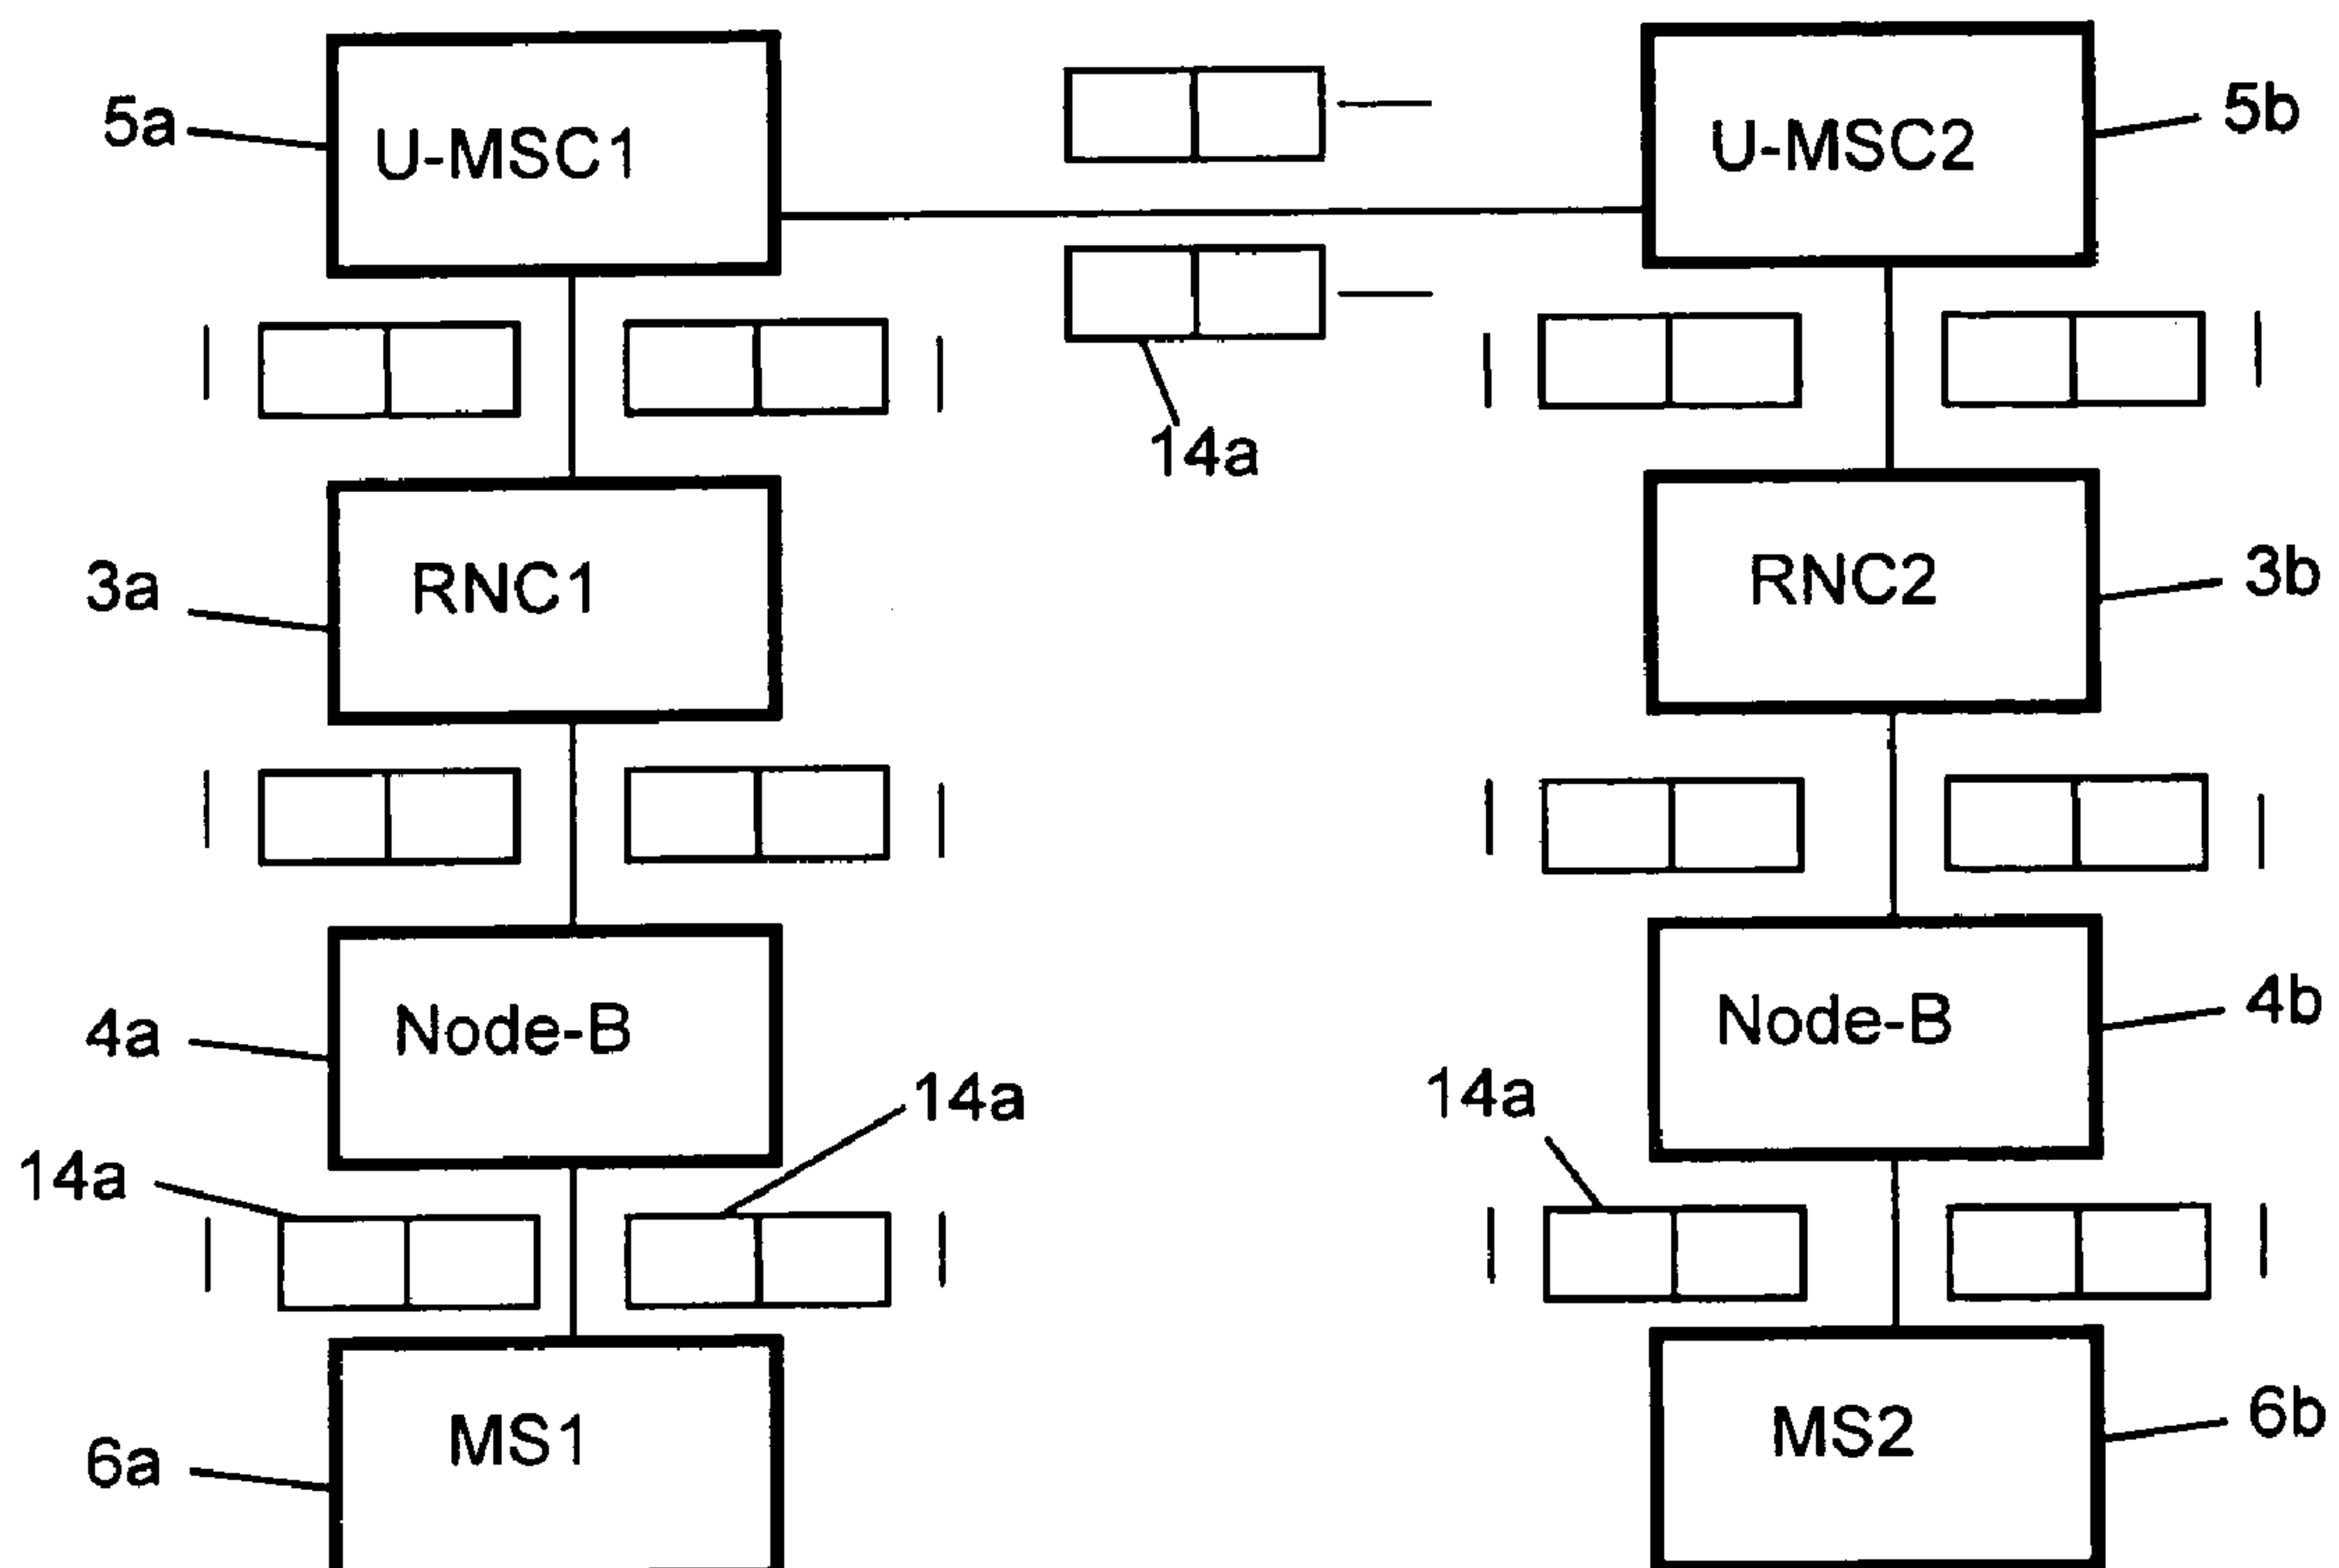 5a
U-MSC1
U-MSC2
5b
14a
3a
RNC1
RNC2
3b
4a
Node-B
Node-B
4b
14a
14a
14a
6a
MS1
MS2
6b